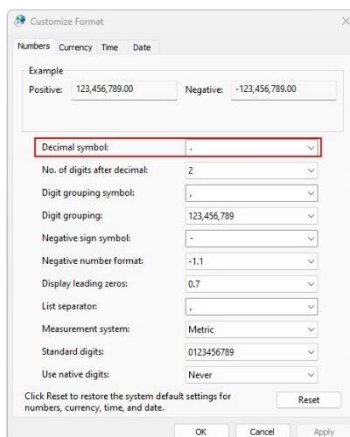 Customize Format
Numbers Currency Time Date
Example
Positive: 123,456,789.00 Negative: -123,456,789.00
Decimal symbol: .
No. of digits after decimal: 2
Digit grouping symbol: ,
Digit grouping: 123,456,789
Negative sign symbol: -
Negative number format: -1.1
Display leading zeros: 0.7
List separator: ,
Measurement system: Metric
Standard digits: 0123456789
Use native digits: Never
Click Reset to restore the system default settings for
numbers, currency, time, and date.
Reset
OK Cancel Apply